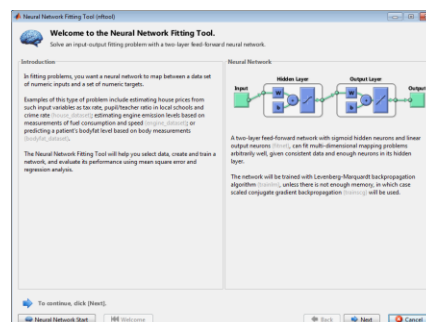 Neural Network Fitting Tool (nftool)
Welcome to the Neural Network Fitting Tool.
Solve an input-output fitting problem with a two-layer feed-forward neural network.
Introduction
In fitting problems, you want a neural network to map between a data set
of numeric inputs and a set of numeric targets.
Examples of this type of problem include estimating house prices from
such input variables as tax rate, pupil/teacher ratio in local schools and
crime rate (house_dataset); estimating engine emission levels based on
measurements of fuel consumption and speed (engine_dataset); or
predicting a patient's bodyfat level based on body measurements
(bodyfat_dataset).
The Neural Network Fitting Tool will help you select data, create and train a
network, and evaluate its performance using mean square error and
regression analysis.
Neural Network
Hidden Layer
Output Layer
Input
Output
W
b
+
W
b
+
A two-layer feed-forward network with sigmoid hidden neurons and linear
output neurons (fitnet), can fit multi-dimensional mapping problems
arbitrarily well, given consistent data and enough neurons in its hidden
layer.
The network will be trained with Levenberg-Marquardt backpropagation
algorithm (trainlm), unless there is not enough memory, in which case
scaled conjugate gradient backpropagation (trainscg) will be used.
To continue, click [Next].
Neural Network Start
Welcome
Back
Next
Cancel